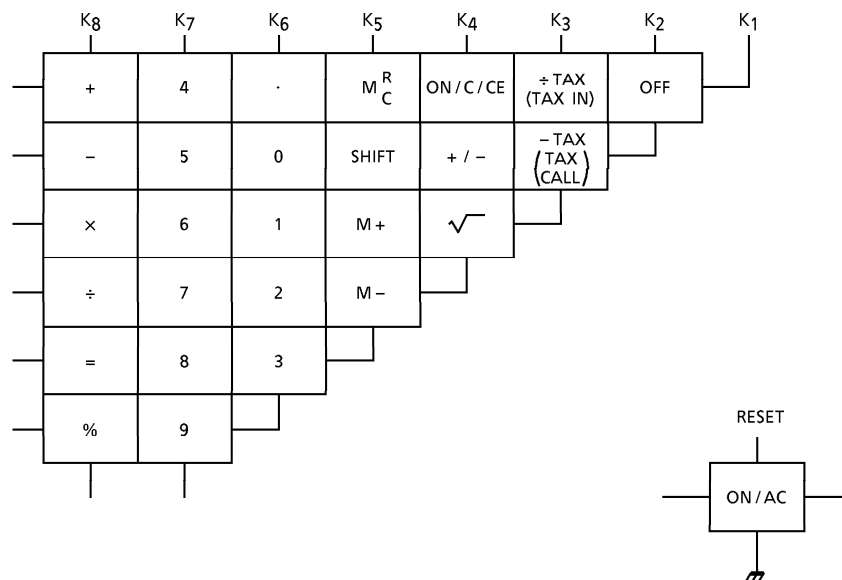 K8 K7 K6 K5 K4 K3 K2 K1
+ 4 · M R C ON/C/CE ÷TAX (TAX IN) OFF
− 5 0 SHIFT +/− −TAX (TAX CALL)
× 6 1 M+ √
÷ 7 2 M−
= 8 3
% 9
RESET
ON/AC